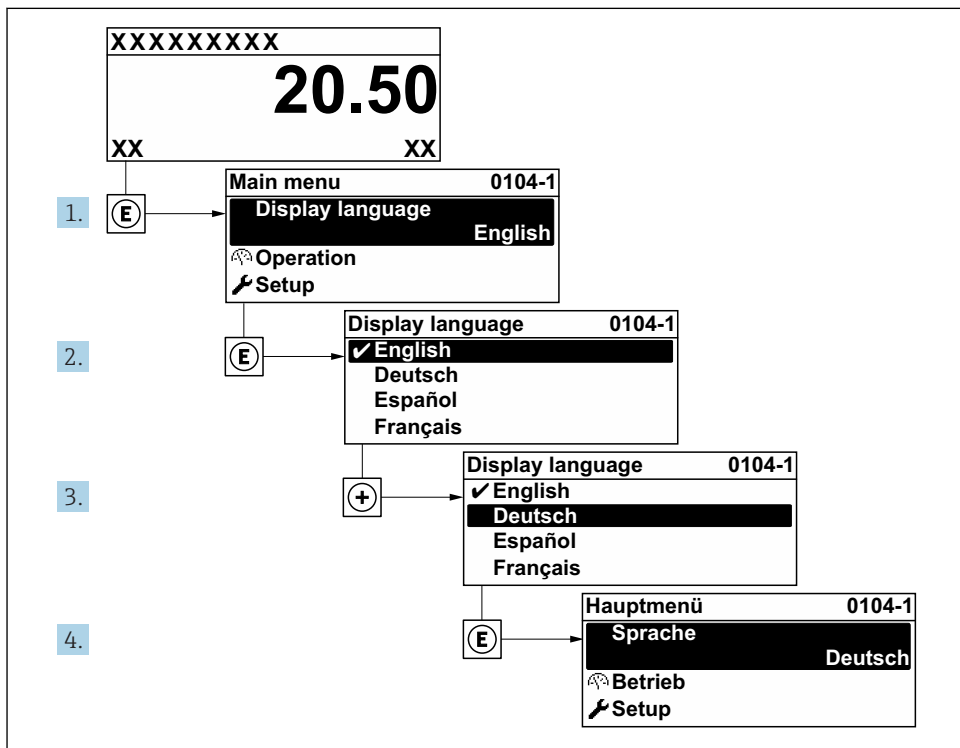 XXXXXXXXX
20.50
XX XX
1. E
Main menu 0104-1
Display language
English
Operation
Setup
2. E
Display language 0104-1
✔English
Deutsch
Español
Français
3. +
Display language 0104-1
✔English
Deutsch
Español
Français
4. E
Hauptmenü 0104-1
Sprache
Deutsch
Betrieb
Setup